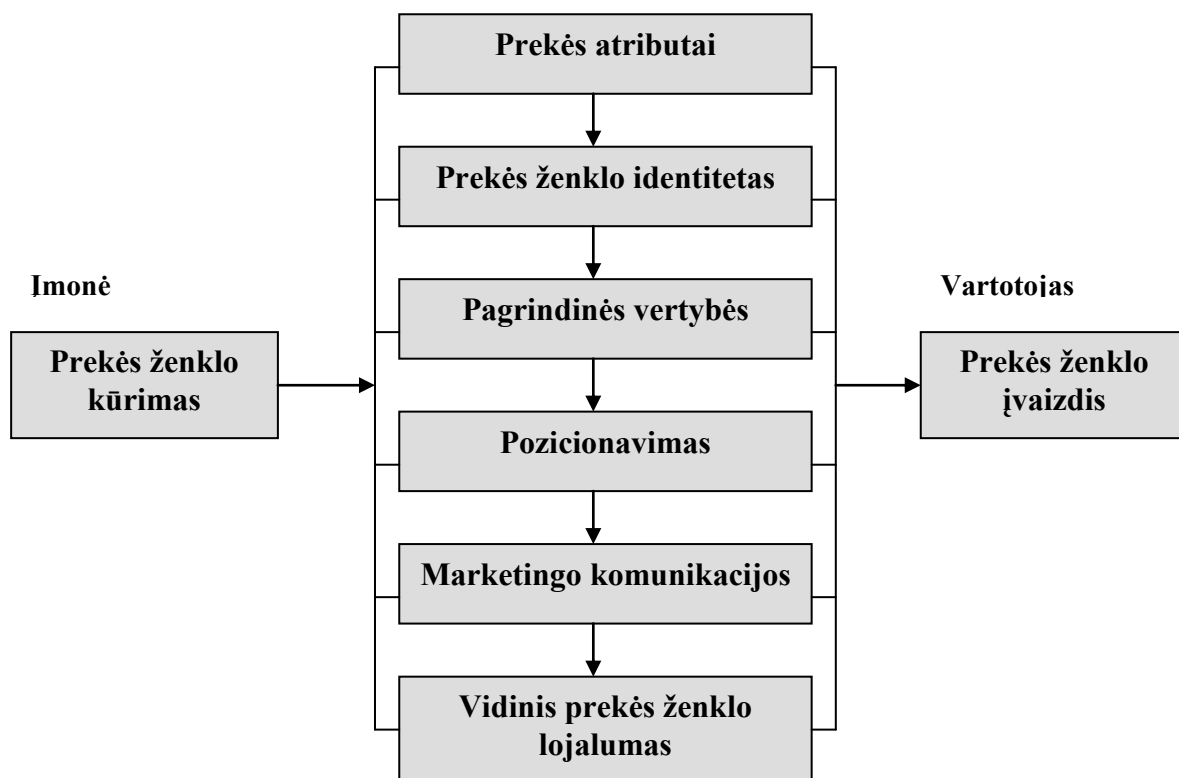 Prekės atributai
Prekės ženklo identitetas
Įmonė
Prekės ženklo
kūrimas
Pagrindinės vertybės
Vartotojas
Prekės ženklo
įvaizdis
Pozicionavimas
Marketingo komunikacijos
Vidinis prekės ženklo
lojalumas